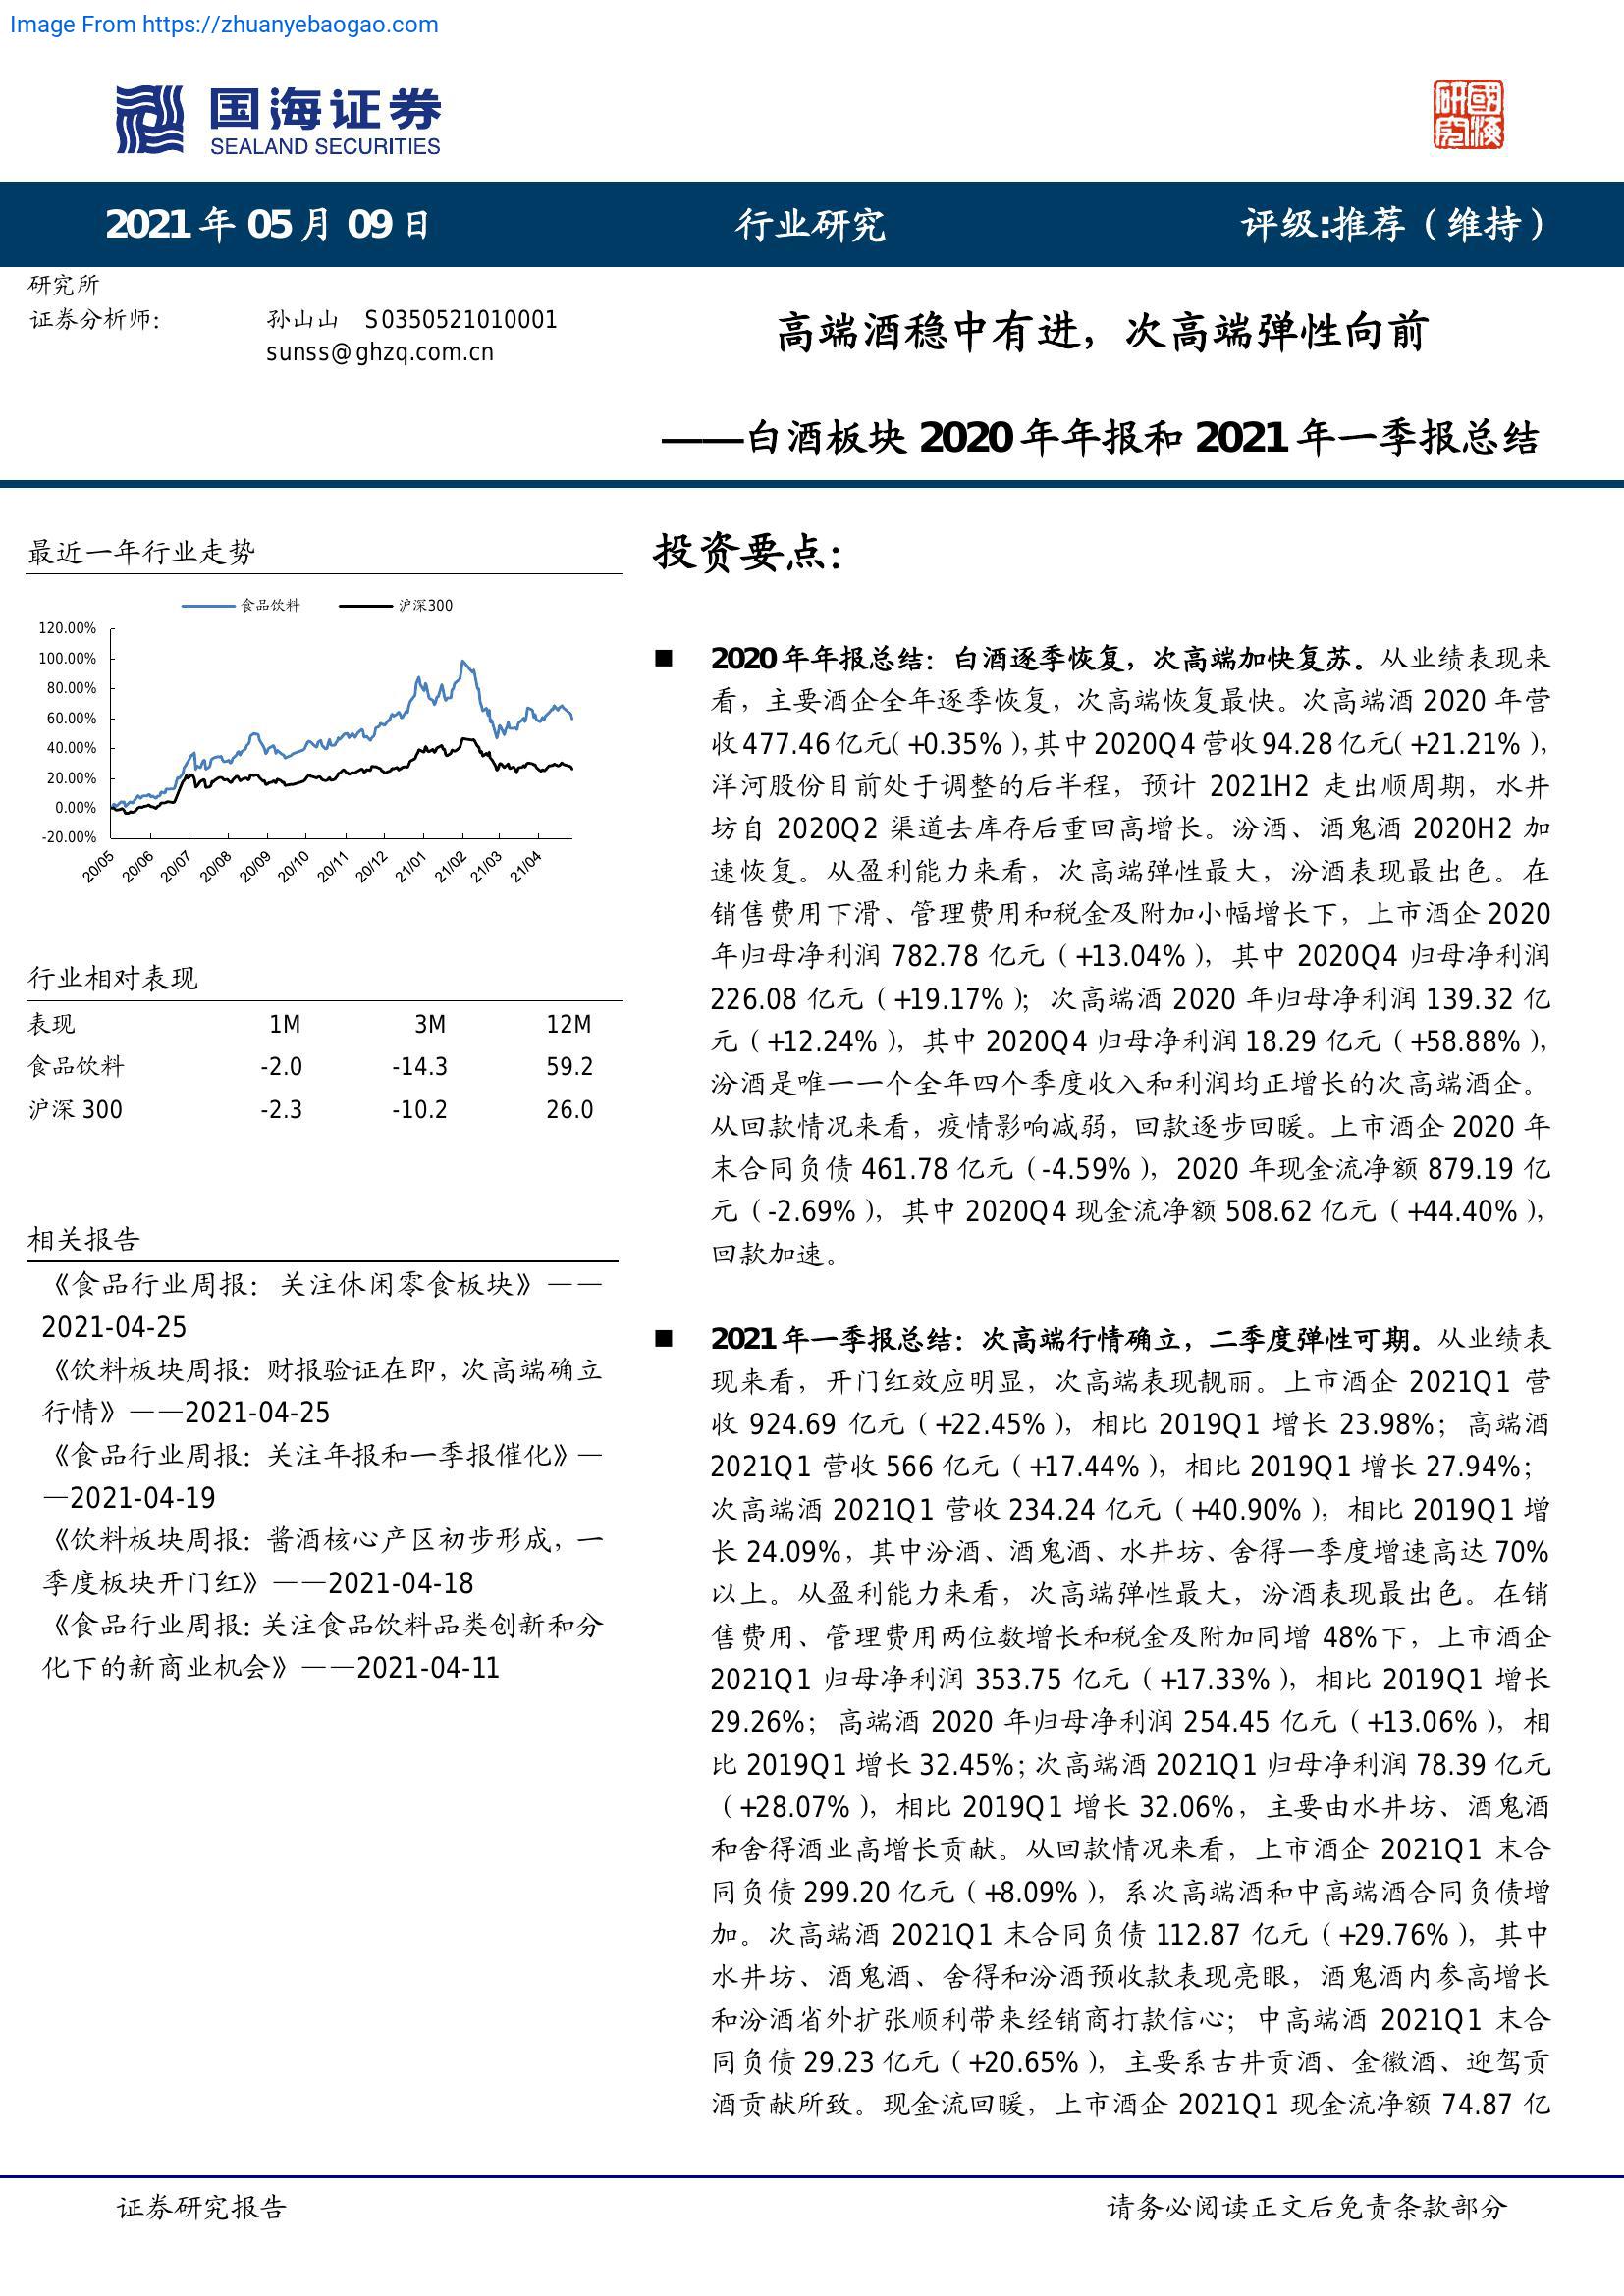 Image From https://zhuanyebaogao.com
国海证券
SEALAND SECURITIES
研究
國海
2021 年 05 月 09 日
行业研究
评级:推荐（维持）
研究所
证券分析师：
孙山山 S0350521010001
sunss@ghzq.com.cn
高端酒稳中有进，次高端弹性向前
——白酒板块 2020 年年报和 2021 年一季报总结
最近一年行业走势
食品饮料 沪深300
120.00%
100.00%
80.00%
60.00%
40.00%
20.00%
0.00%
-20.00%
20/05 20/06 20/07 20/08 20/09 20/10 20/11 20/12 21/01 21/02 21/03 21/04
行业相对表现
表现 1M 3M 12M
食品饮料 -2.0 -14.3 59.2
沪深 300 -2.3 -10.2 26.0
相关报告
《食品行业周报：关注休闲零食板块》——
2021-04-25
《饮料板块周报：财报验证在即，次高端确立
行情》——2021-04-25
《食品行业周报：关注年报和一季报催化》—
—2021-04-19
《饮料板块周报：酱酒核心产区初步形成，一
季度板块开门红》——2021-04-18
《食品行业周报：关注食品饮料品类创新和分
化下的新商业机会》——2021-04-11
投资要点：
■ 2020 年年报总结：白酒逐季恢复，次高端加快复苏。从业绩表现来
看，主要酒企全年逐季恢复，次高端恢复最快。次高端酒 2020 年营
收 477.46 亿元（+0.35%），其中 2020Q4 营收 94.28 亿元（+21.21%），
洋河股份目前处于调整的后半程，预计 2021H2 走出顺周期，水井
坊自 2020Q2 渠道去库存后重回高增长。汾酒、酒鬼酒 2020H2 加
速恢复。从盈利能力来看，次高端弹性最大，汾酒表现最出色。在
销售费用下滑、管理费用和税金及附加小幅增长下，上市酒企 2020
年归母净利润 782.78 亿元（+13.04%），其中 2020Q4 归母净利润
226.08 亿元（+19.17%）；次高端酒 2020 年归母净利润 139.32 亿
元（+12.24%），其中 2020Q4 归母净利润 18.29 亿元（+58.88%），
汾酒是唯一一个全年四个季度收入和利润均正增长的次高端酒企。
从回款情况来看，疫情影响减弱，回款逐步回暖。上市酒企 2020 年
末合同负债 461.78 亿元（-4.59%），2020 年现金流净额 879.19 亿
元（-2.69%），其中 2020Q4 现金流净额 508.62 亿元（+44.40%），
回款加速。
■ 2021 年一季报总结：次高端行情确立，二季度弹性可期。从业绩表
现来看，开门红效应明显，次高端表现靓丽。上市酒企 2021Q1 营
收 924.69 亿元（+22.45%），相比 2019Q1 增长 23.98%；高端酒
2021Q1 营收 566 亿元（+17.44%），相比 2019Q1 增长 27.94%；
次高端酒 2021Q1 营收 234.24 亿元（+40.90%），相比 2019Q1 增
长 24.09%，其中汾酒、酒鬼酒、水井坊、舍得一季度增速高达 70%
以上。从盈利能力来看，次高端弹性最大，汾酒表现最出色。在销
售费用、管理费用两位数增长和税金及附加同增 48%下，上市酒企
2021Q1 归母净利润 353.75 亿元（+17.33%），相比 2019Q1 增长
29.26%；高端酒 2020 年归母净利润 254.45 亿元（+13.06%），相
比 2019Q1 增长 32.45%；次高端酒 2021Q1 归母净利润 78.39 亿元
（+28.07%），相比 2019Q1 增长 32.06%，主要由水井坊、酒鬼酒
和舍得酒业高增长贡献。从回款情况来看，上市酒企 2021Q1 末合
同负债 299.20 亿元（+8.09%），系次高端酒和中高端酒合同负债增
加。次高端酒 2021Q1 末合同负债 112.87 亿元（+29.76%），其中
水井坊、酒鬼酒、舍得和汾酒预收款表现亮眼，酒鬼酒内参高增长
和汾酒省外扩张顺利带来经销商打款信心；中高端酒 2021Q1 末合
同负债 29.23 亿元（+20.65%），主要系古井贡酒、金徽酒、迎驾贡
酒贡献所致。现金流回暖，上市酒企 2021Q1 现金流净额 74.87 亿
证券研究报告
请务必阅读正文后免责条款部分